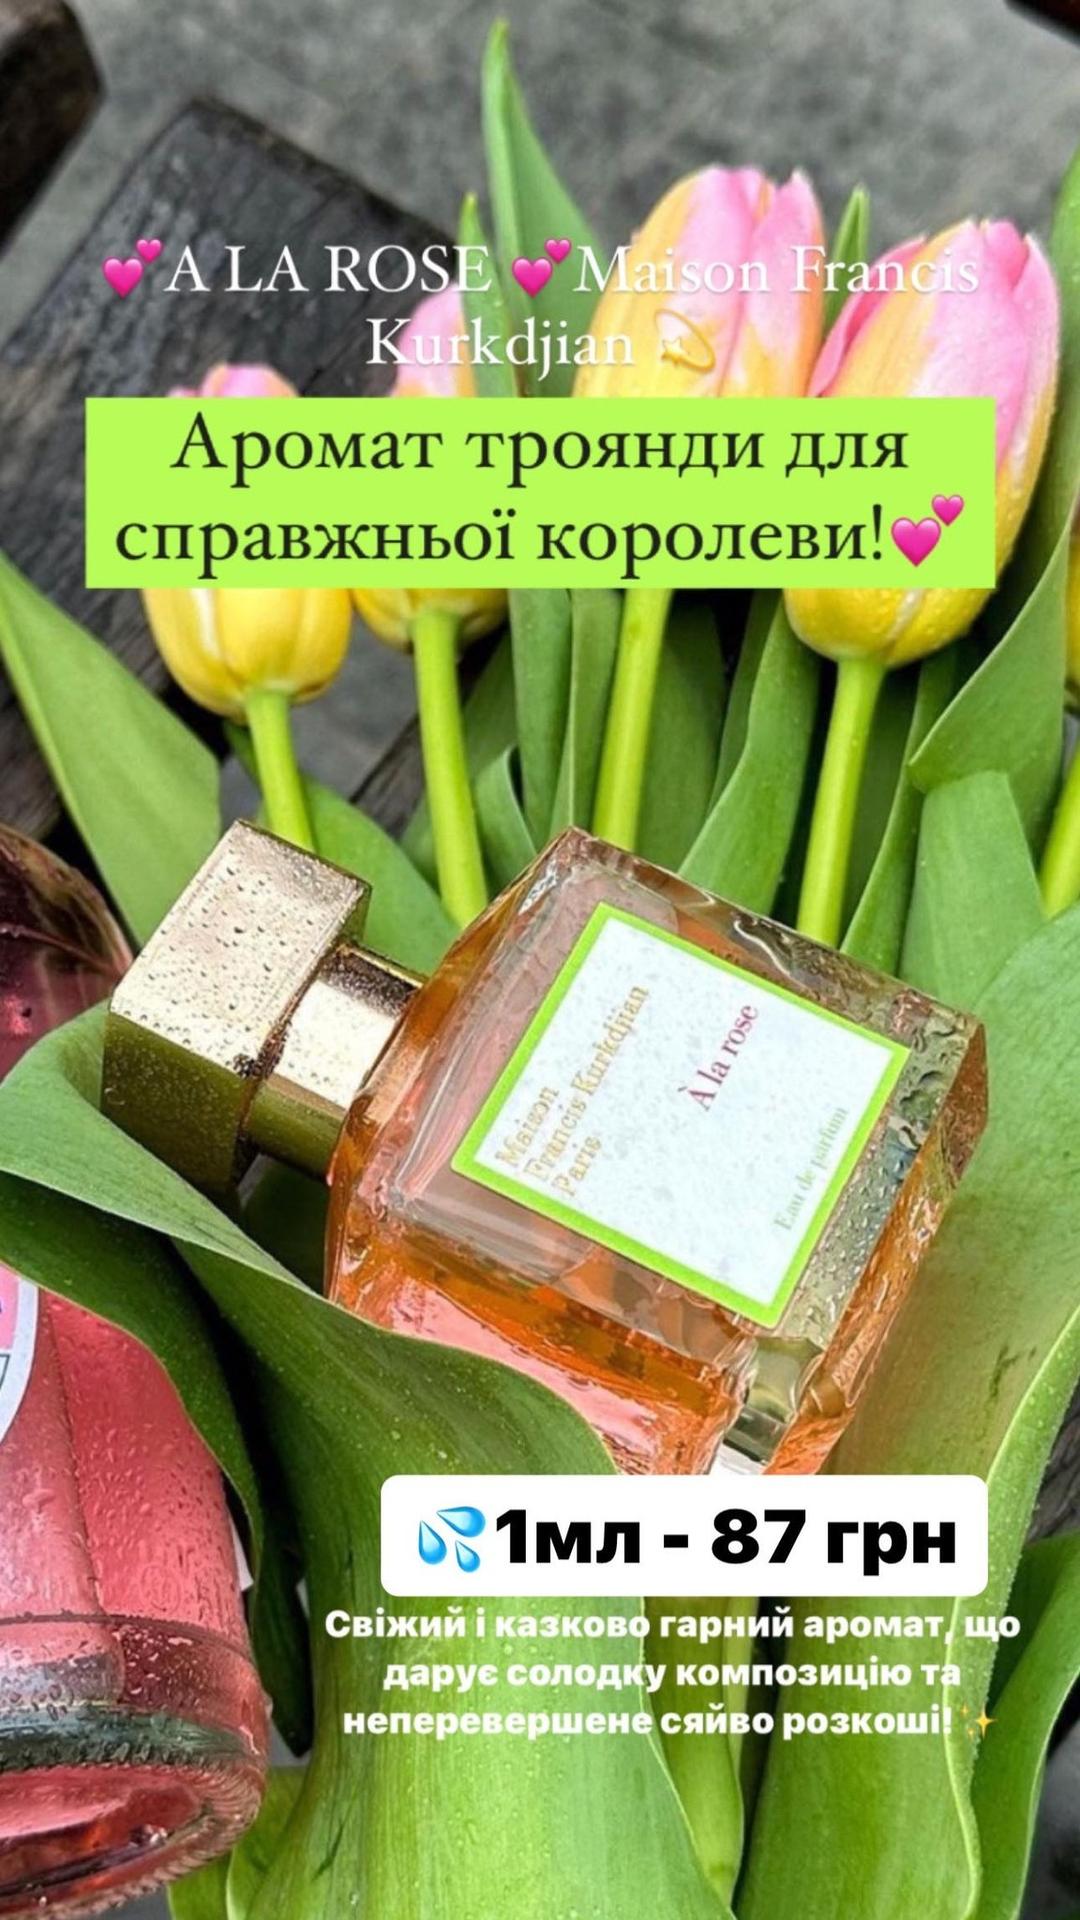 💕A LA ROSE 💕Maison Francis
Kurkdjian 💫
Аромат троянди для
справжньої королеви!💕
Maison
Francis Kurkdjian
Paris
À la rose
Eau de parfum
💦1мл - 87 грн
Свіжий і казково гарний аромат, що
дарує солодку композицію та
неперевершене сяйво розкоші! ✨